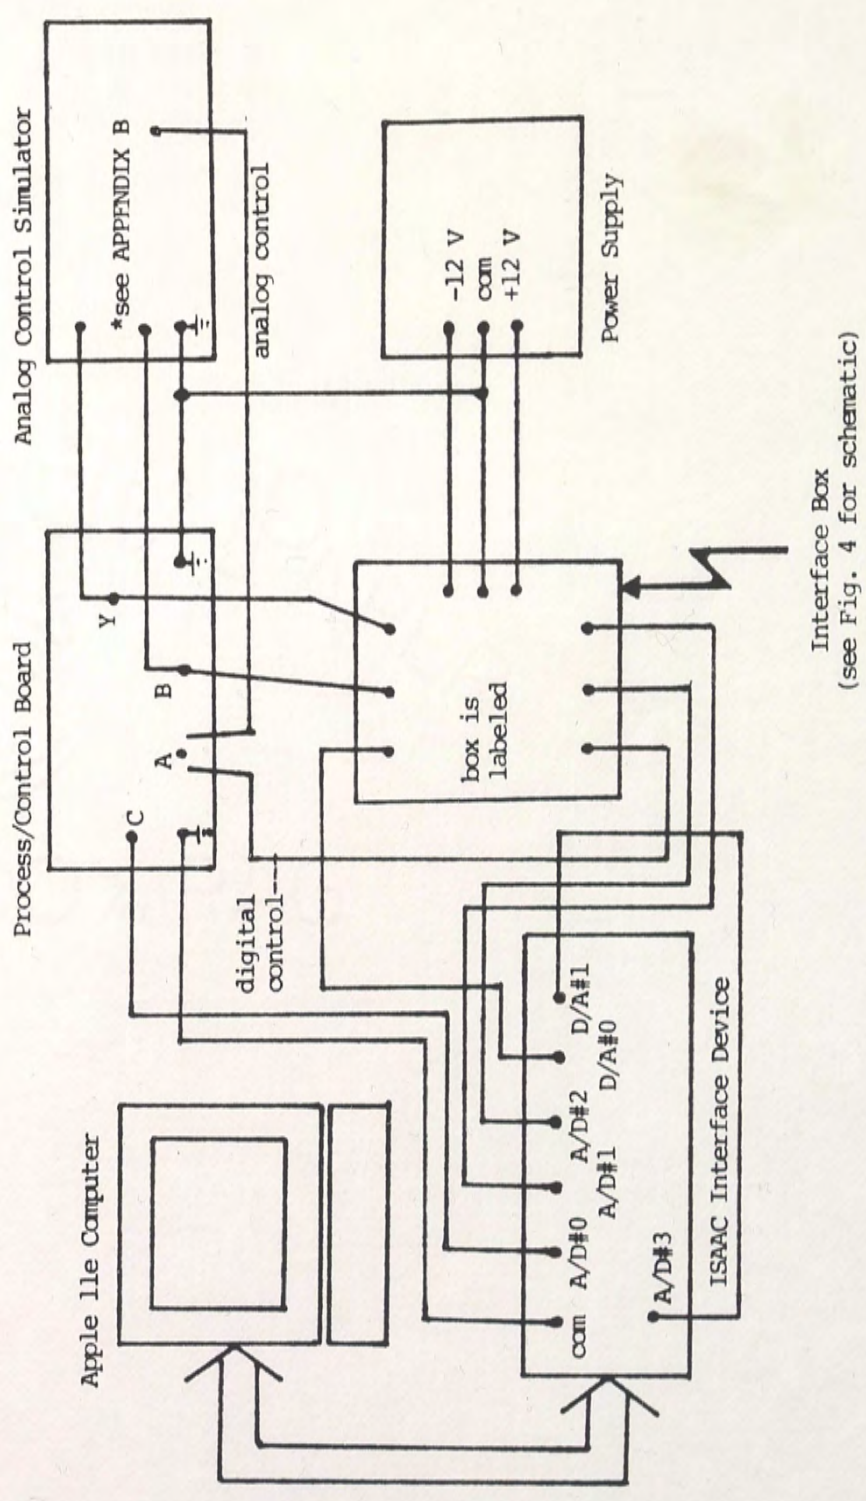 Apple 11e Computer
Process/Control Board
Analog Control Simulator
C
A
B
Y
*see APPENDIX B
digital
control---
analog control
box is
labeled
-12 V
com
+12 V
Power Supply
com
A/D#0
A/D#1
A/D#2
D/A#0
D/A#1
A/D#3
ISAAC Interface Device
Interface Box
(see Fig. 4 for schematic)